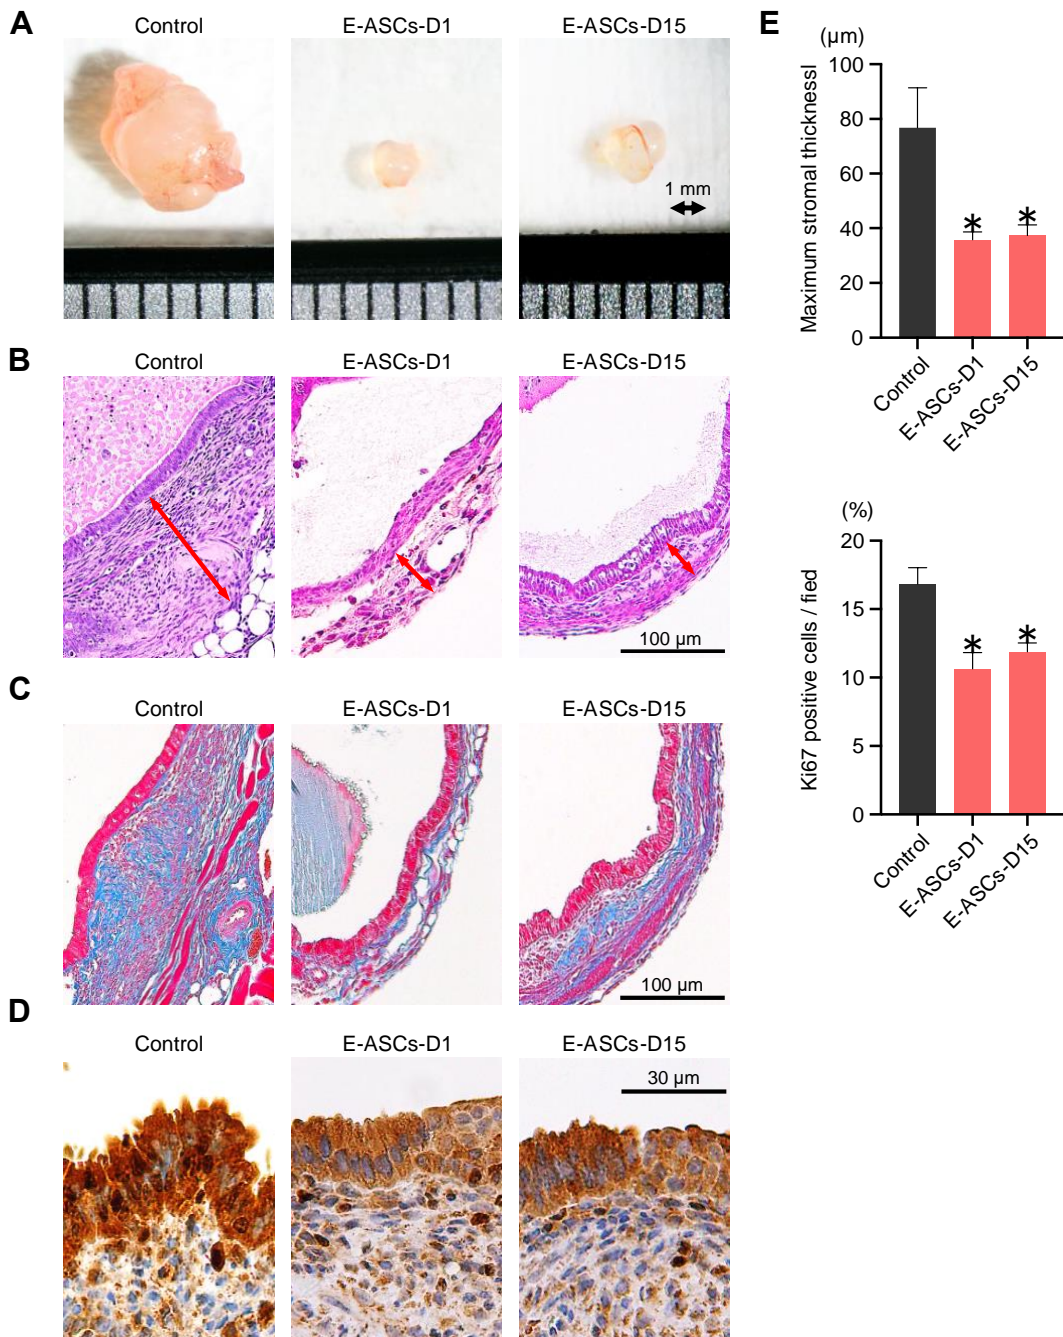 A
Control
E-ASCs-D1
E-ASCs-D15
1 mm
B
Control
E-ASCs-D1
E-ASCs-D15
100 µm
C
Control
E-ASCs-D1
E-ASCs-D15
100 µm
D
Control
E-ASCs-D1
E-ASCs-D15
30 µm
E
(µm)
Maximum stromal thicknessl
100
80
60
40
20
0
*
*
Control
E-ASCs-D1
E-ASCs-D15
(%)
Ki67 positive cells / fied
20
15
10
5
0
*
*
Control
E-ASCs-D1
E-ASCs-D15